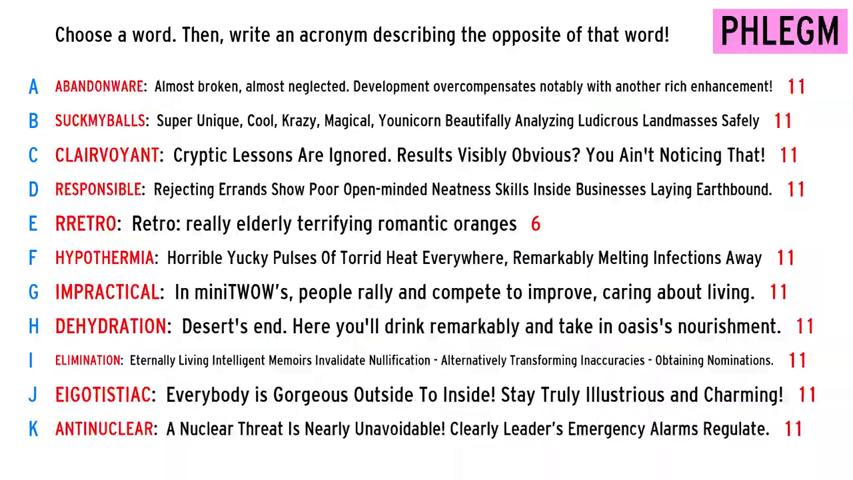 Choose a word. Then, write an acronym describing the opposite of that word! PHLEGM
A ABANDONWARE: Almost broken, almost neglected. Development overcompensates notably with another rich enhancement! 11
B SUCKMYBALLS: Super Unique, Cool, Krazy, Magical, Younicorn Beautifully Analyzing Ludicrous Landmasses Safely 11
C CLAIRVOYANT: Cryptic Lessons Are Ignored. Results Visibly Obvious? You Ain't Noticing That! 11
D RESPONSIBLE: Rejecting Errands Show Poor Open-minded Neatness Skills Inside Businesses Laying Earthbound. 11
E RRETRO: Retro: really elderly terrifying romantic oranges 6
F HYPOTHERMIA: Horrible Yucky Pulses Of Torrid Heat Everywhere, Remarkably Melting Infections Away 11
G IMPRACTICAL: In miniTWOW's, people rally and compete to improve, caring about living. 11
H DEHYDRATION: Desert's end. Here you'll drink remarkably and take in oasis's nourishment. 11
I ELIMINATION: Eternally Living Intelligent Memoirs Invalidate Nullification - Alternatively Transforming Inaccuracies - Obtaining Nominations. 11
J EIGOTISTIAC: Everybody is Gorgeous Outside To Inside! Stay Truly Illustrious and Charming! 11
K ANTINUCLEAR: A Nuclear Threat Is Nearly Unavoidable! Clearly Leader's Emergency Alarms Regulate. 11